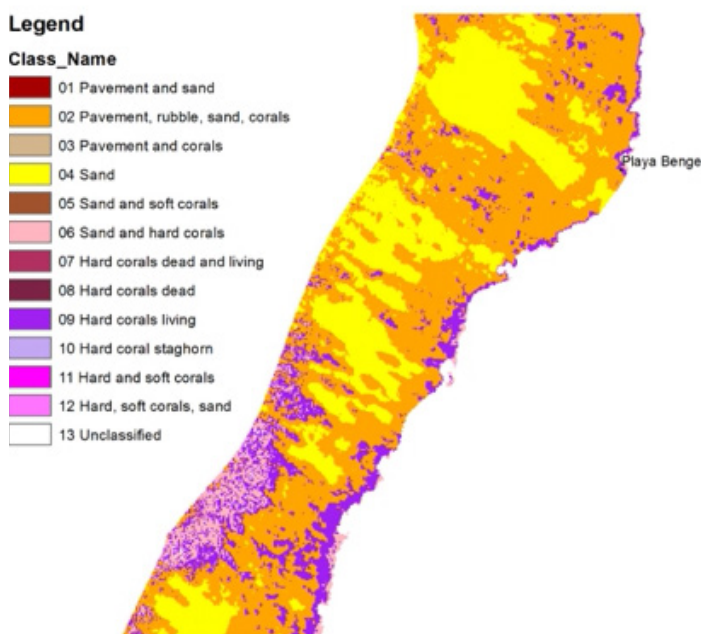 Legend
Class_Name
01 Pavement and sand
02 Pavement, rubble, sand, corals
03 Pavement and corals
04 Sand
05 Sand and soft corals
06 Sand and hard corals
07 Hard corals dead and living
08 Hard corals dead
09 Hard corals living
10 Hard coral staghorn
11 Hard and soft corals
12 Hard, soft corals, sand
13 Unclassified
Playa Benge